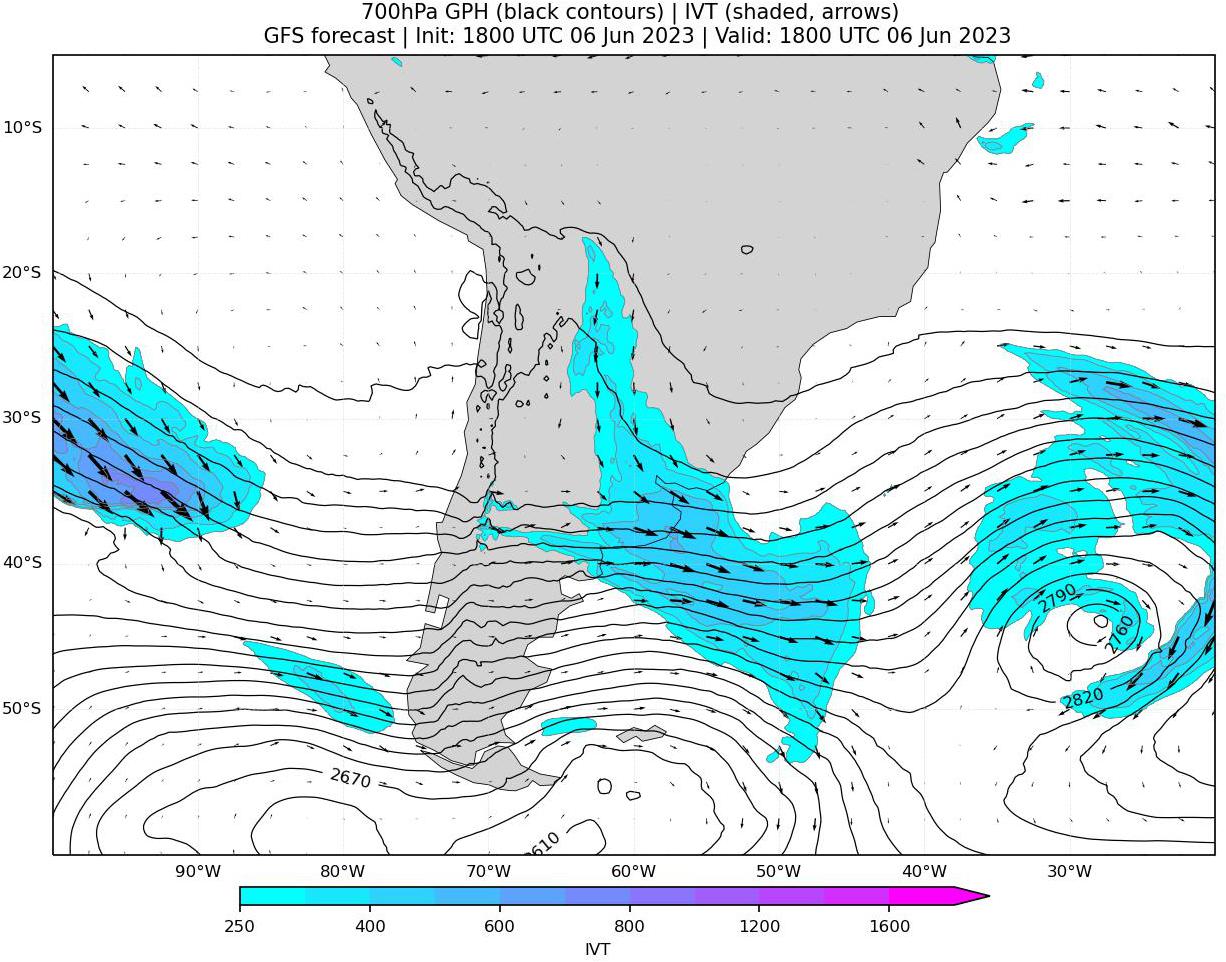 700hPa GPH (black contours) | IVT (shaded, arrows)
GFS forecast | Init: 1800 UTC 06 Jun 2023 | Valid: 1800 UTC 06 Jun 2023
10°S
20°S
30°S
40°S
50°S
2790
2760
2820
2670
2610
90°W
80°W
70°W
60°W
50°W
40°W
30°W
250
400
600
800
1200
1600
IVT